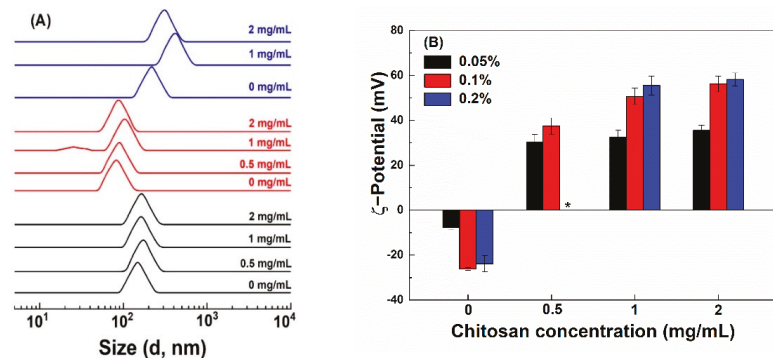 (A)
2 mg/mL
1 mg/mL
0 mg/mL
2 mg/mL
1 mg/mL
0.5 mg/mL
0 mg/mL
2 mg/mL
1 mg/mL
0.5 mg/mL
0 mg/mL
10¹ 10² 10³ 10⁴
Size (d, nm)
(B)
0.05%
0.1%
0.2%
80
60
40
20
0
-20
-40
ζ-Potential (mV)
*
0 0.5 1 2
Chitosan concentration (mg/mL)